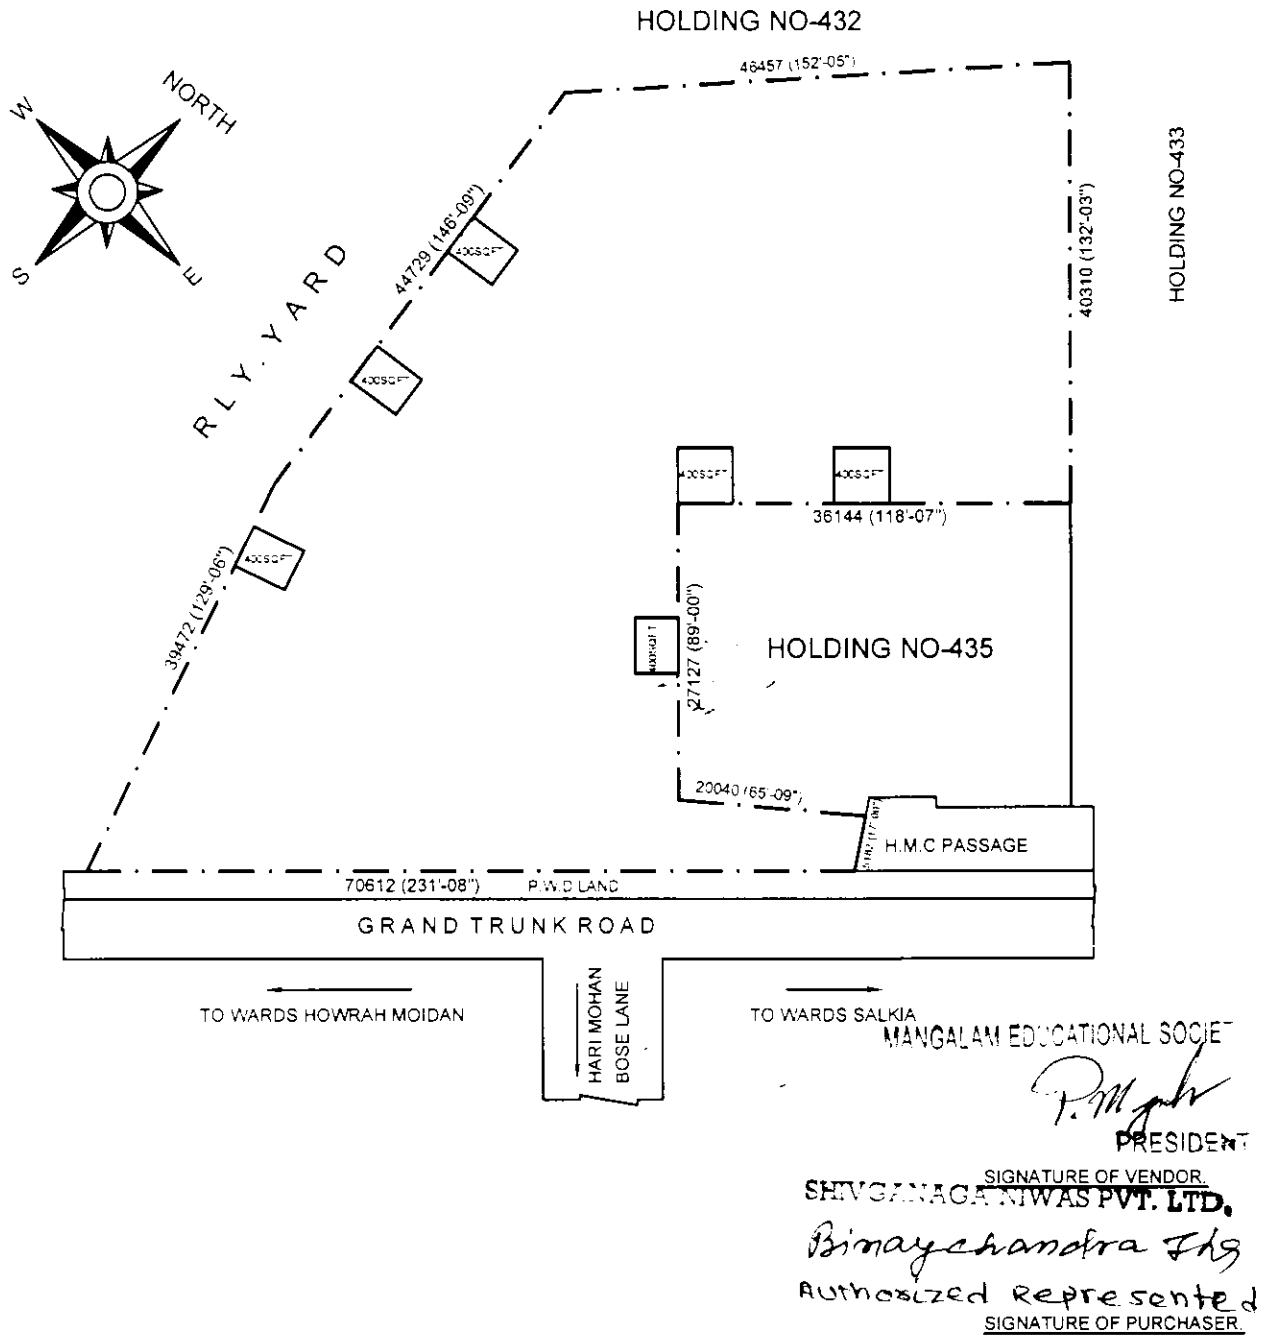 HOLDING NO-432
46457 (152'-05")
NORTH
W
S
E
HOLDING NO-433
40310 (132'-03")
44729 (146'-09")
400SQFT
RLY. YARD
400SQFT
400SQFT
400SQFT
36144 (118'-07")
400SQFT
39472 (129'-06")
400SQFT
27127 (89'-00")
HOLDING NO-435
20040 (65'-09")
H.M.C PASSAGE
70612 (231'-08")
P.W.D LAND
GRAND TRUNK ROAD
TO WARDS HOWRAH MOIDAN
HARI MOHAN
BOSE LANE
TO WARDS SALKIA
MANGALAM EDUCATIONAL SOCIET
PRESIDENT
SIGNATURE OF VENDOR.
SHIVGANAGA NIWAS PVT. LTD.
Binaychandra Jha
Authorized Represented
SIGNATURE OF PURCHASER.